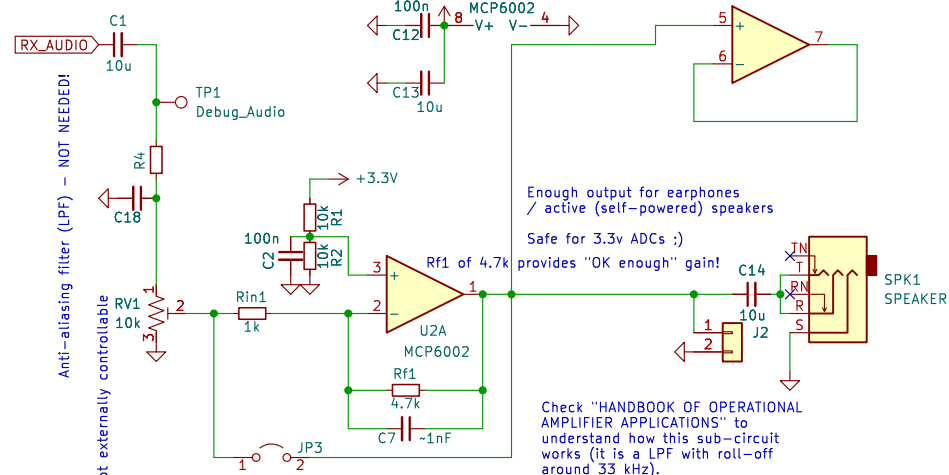 C1
RX_AUDIO
10u
TP1
Debug_Audio
Anti-aliasing filter (LPF) – NOT NEEDED!
R4
C18
RV1
10k
1
2
3
ot externally controllable
100n
C12
C13
10u
MCP6002
8
V+
V-
4
5
+
6
-
7
+3.3V
10k
R1
100n
C2
10k
R2
3
+
2
-
1
U2A
MCP6002
Rin1
1k
Rf1
4.7k
C7
~1nF
JP3
1
2
Enough output for earphones
/ active (self-powered) speakers
Safe for 3.3v ADCs ;)
Rf1 of 4.7k provides "OK enough" gain!
C14
10u
1
2
J2
TN
T
RN
R
S
SPK1
SPEAKER
Check "HANDBOOK OF OPERATIONAL
AMPLIFIER APPLICATIONS" to
understand how this sub-circuit
works (it is a LPF with roll-off
around 33 kHz).